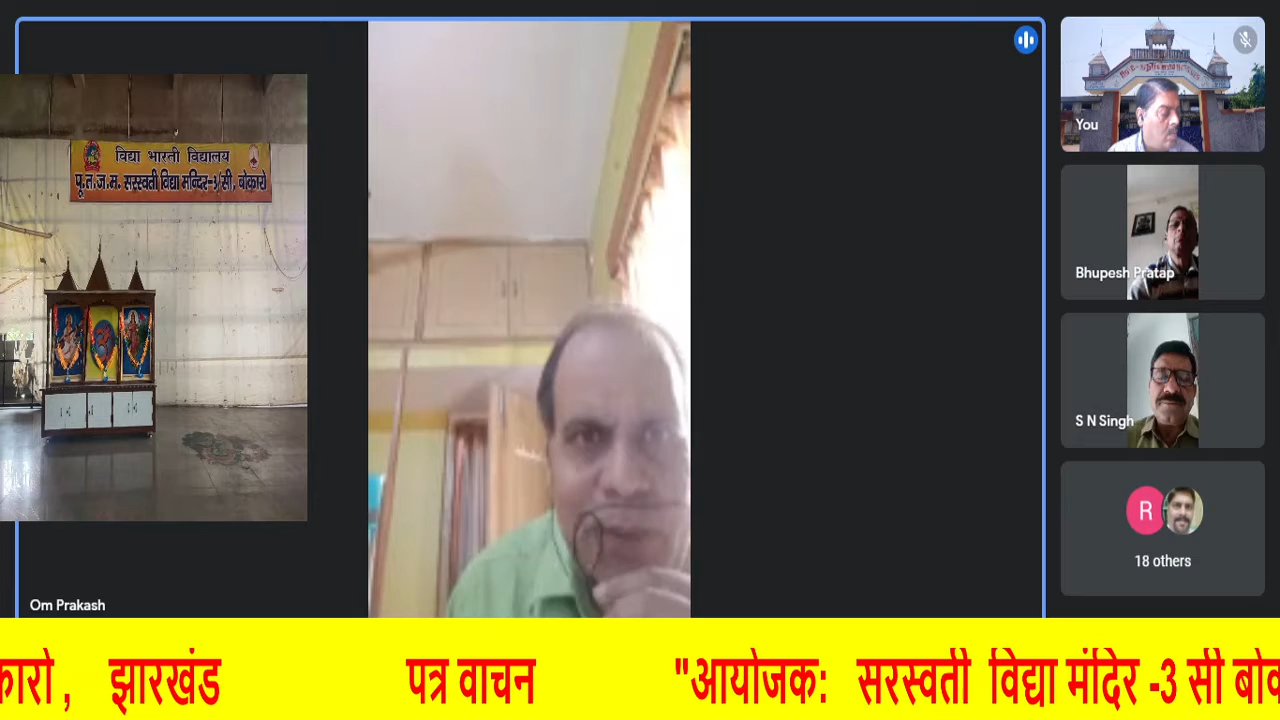 विद्या भारती विद्यालय
पू.त.ज.म. सरस्वती विद्या मन्दिर-3/सी, बोकारो
You
Bhupesh Pratap
S N Singh
R
18 others
Om Prakash
कारो , झारखंड पत्र वाचन "आयोजक: सरस्वती विद्या मंदिर -3 सी बोक